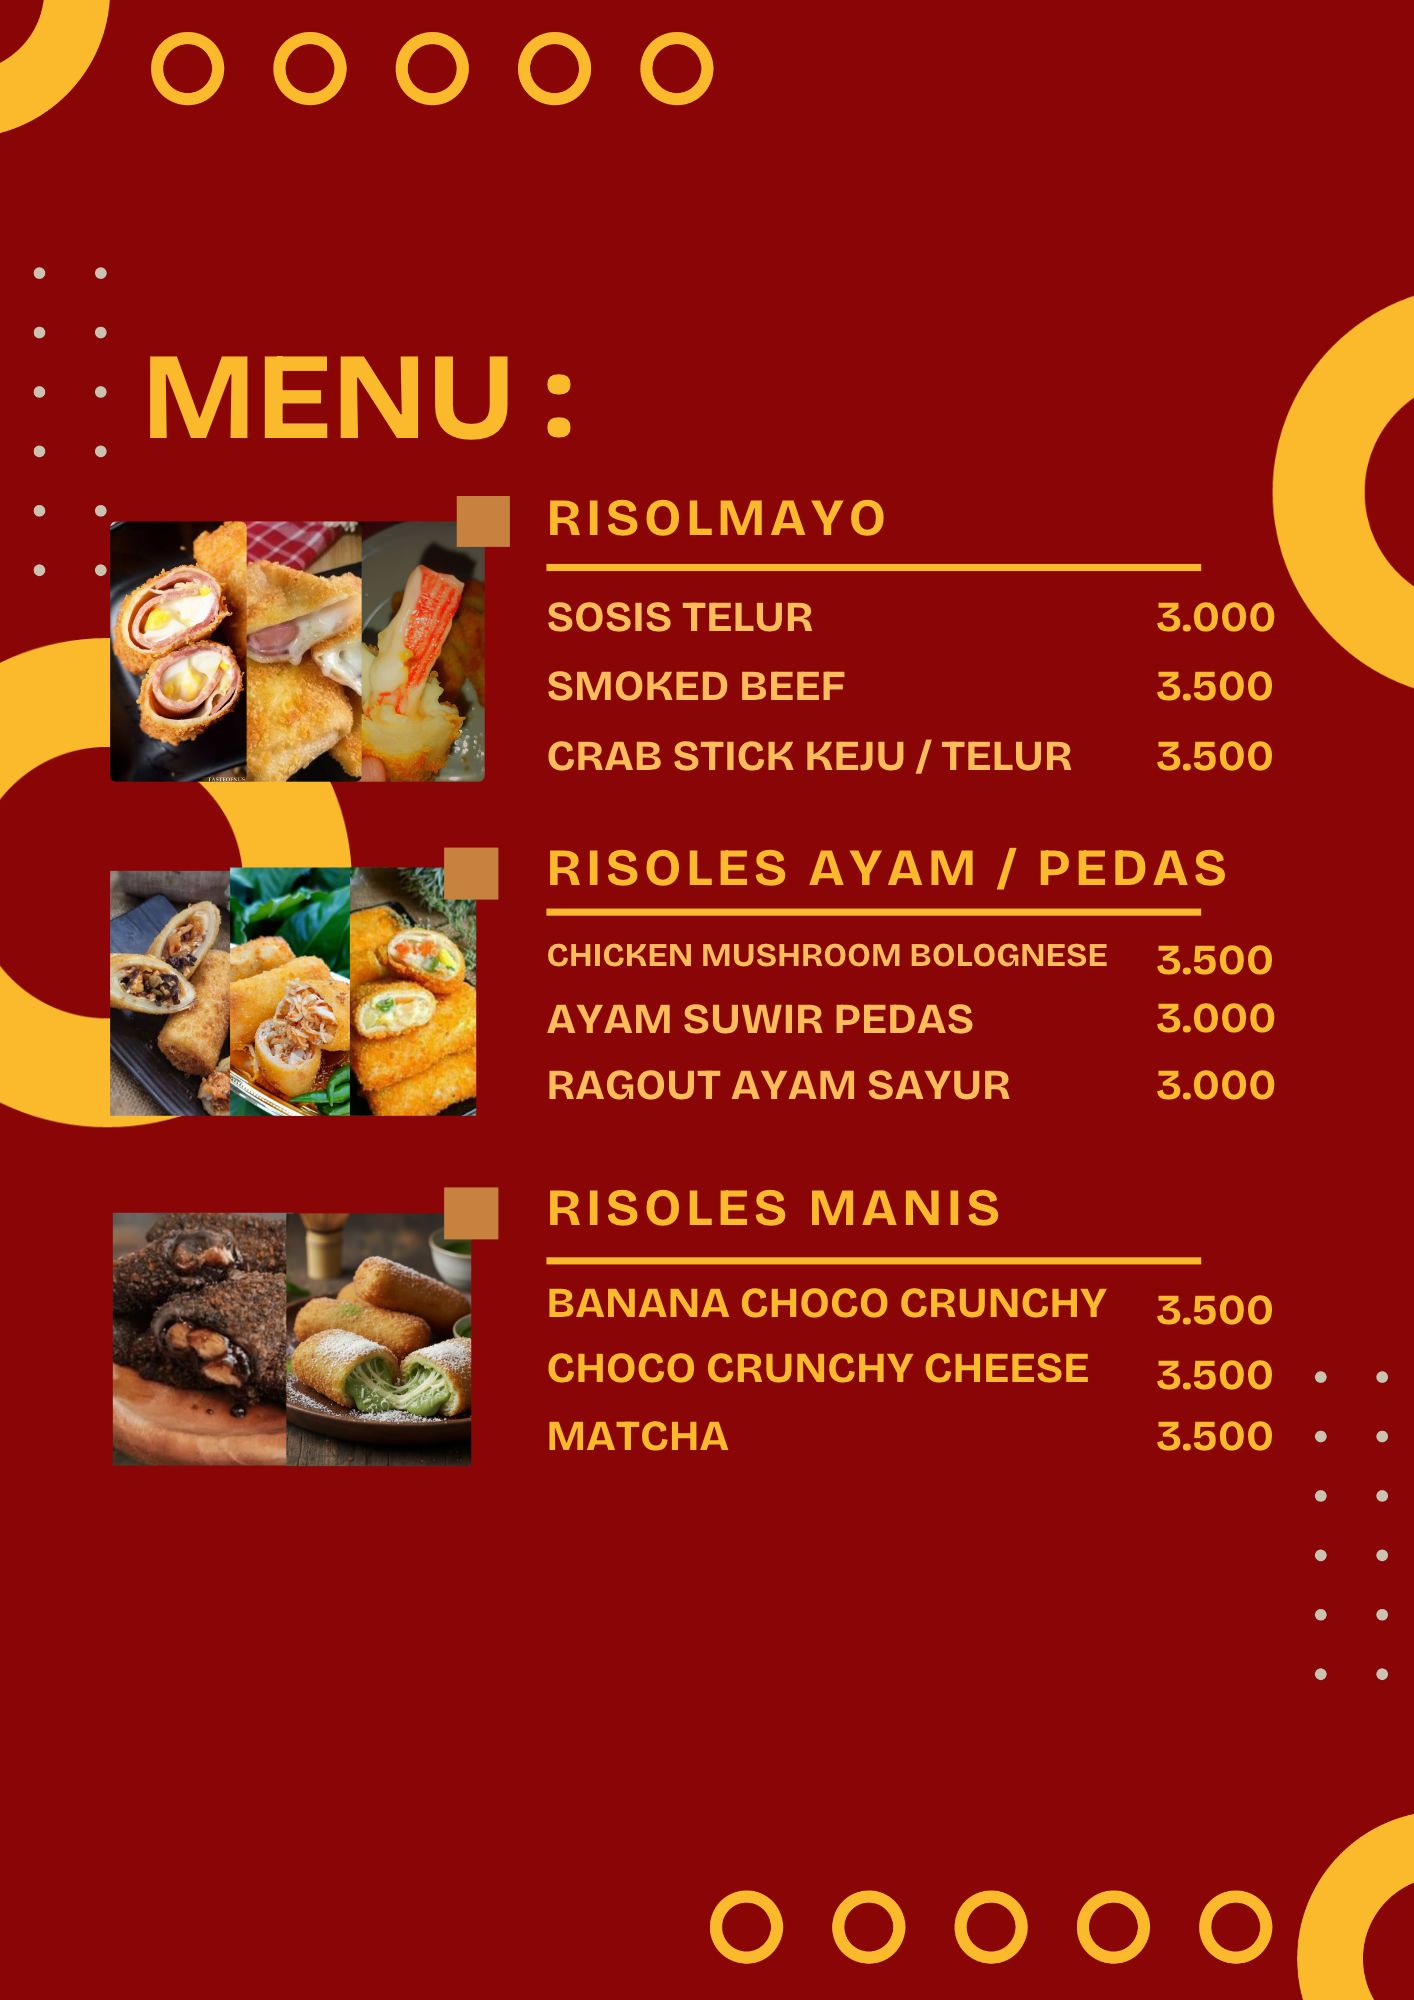 MENU :
RISOLMAYO
SOSIS TELUR 3.000
SMOKED BEEF 3.500
CRAB STICK KEJU / TELUR 3.500
TASTEOFNUS
RISOLES AYAM / PEDAS
CHICKEN MUSHROOM BOLOGNESE 3.500
AYAM SUWIR PEDAS 3.000
RAGOUT AYAM SAYUR 3.000
RISOLES MANIS
BANANA CHOCO CRUNCHY 3.500
CHOCO CRUNCHY CHEESE 3.500
MATCHA 3.500